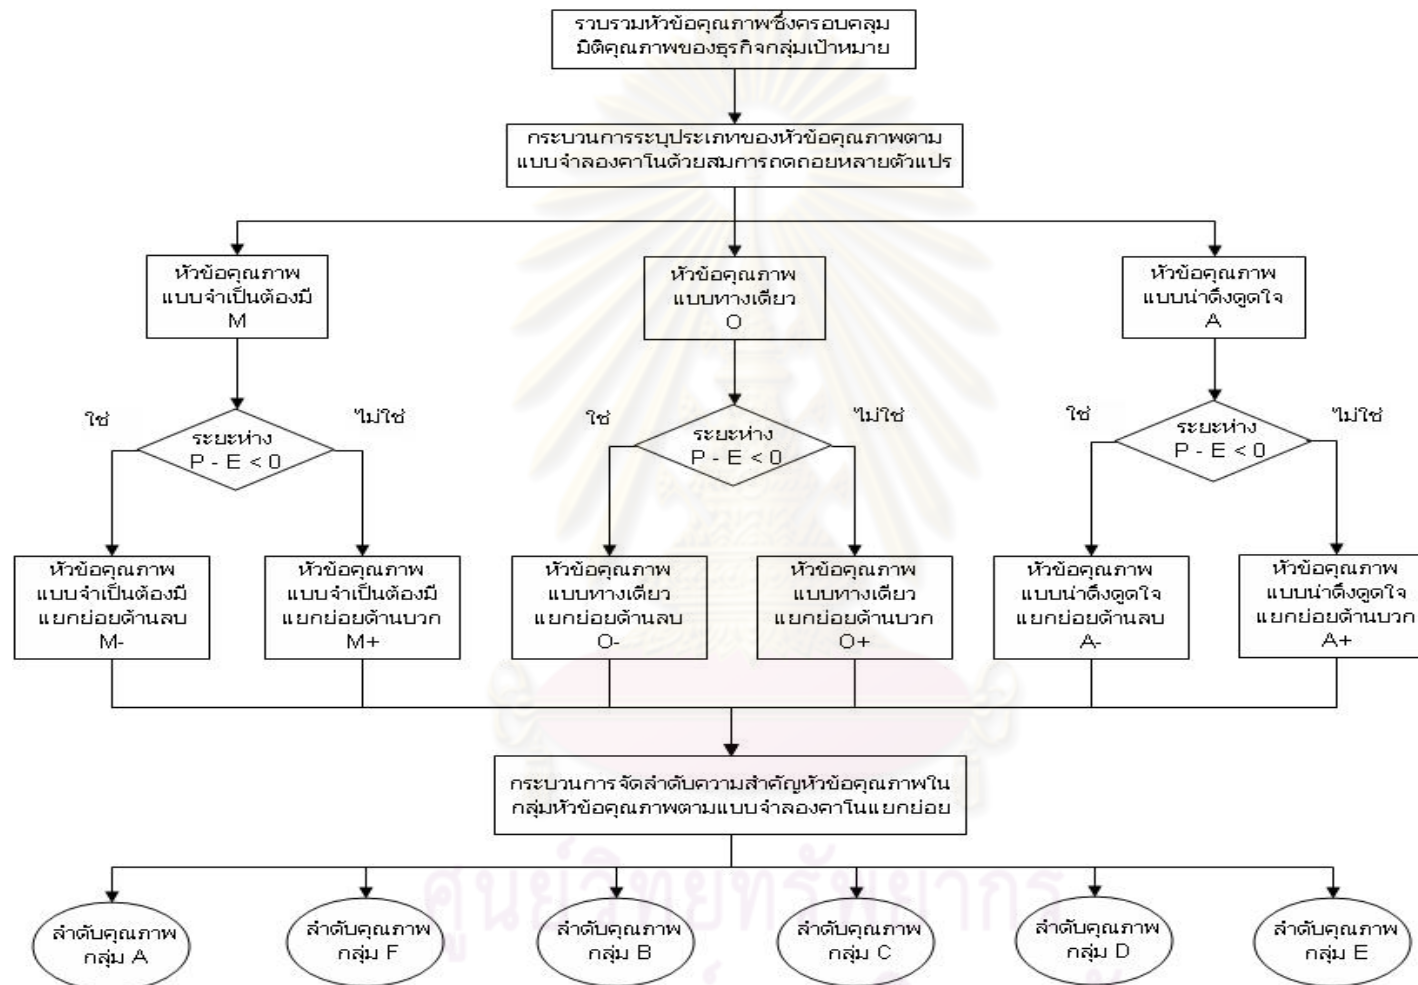 รวบรวมหัวข้อคุณภาพซึ่งครอบคลุม
มิติคุณภาพของธุรกิจกลุ่มเป้าหมาย
กระบวนการระบุประเภทของหัวข้อคุณภาพตาม
แบบจำลองคาโนด้วยสมการถดถอยหลายตัวแปร
หัวข้อคุณภาพ
แบบจำเป็นต้องมี
M
หัวข้อคุณภาพ
แบบทางเดียว
O
หัวข้อคุณภาพ
แบบน่าดึงดูดใจ
A
ใช่
ระยะห่าง
P - E < 0
ไม่ใช่
ใช่
ระยะห่าง
P - E < 0
ไม่ใช่
ใช่
ระยะห่าง
P - E < 0
ไม่ใช่
หัวข้อคุณภาพ
แบบจำเป็นต้องมี
แยกย่อยด้านลบ
M-
หัวข้อคุณภาพ
แบบจำเป็นต้องมี
แยกย่อยด้านบวก
M+
หัวข้อคุณภาพ
แบบทางเดียว
แยกย่อยด้านลบ
O-
หัวข้อคุณภาพ
แบบทางเดียว
แยกย่อยด้านบวก
O+
หัวข้อคุณภาพ
แบบน่าดึงดูดใจ
แยกย่อยด้านลบ
A-
หัวข้อคุณภาพ
แบบน่าดึงดูดใจ
แยกย่อยด้านบวก
A+
กระบวนการจัดลำดับความสำคัญหัวข้อคุณภาพใน
กลุ่มหัวข้อคุณภาพตามแบบจำลองคาโนแยกย่อย
ศูนย์วิทยทรัพยากร
ลำดับคุณภาพ
กลุ่ม A
ลำดับคุณภาพ
กลุ่ม F
ลำดับคุณภาพ
กลุ่ม B
ลำดับคุณภาพ
กลุ่ม C
ลำดับคุณภาพ
กลุ่ม D
ลำดับคุณภาพ
กลุ่ม E